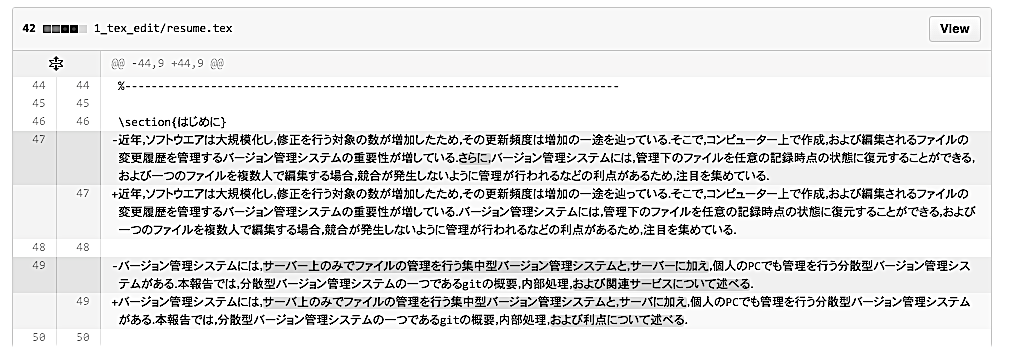 42 1_tex_edit/resume.tex View
@@ -44,9 +44,9 @@
44 44 %---------------------------------------------------------------------------
45 45
46 46 \section{はじめに}
47 -近年,ソフトウエアは大規模化し,修正を行う対象の数が増加したため,その更新頻度は増加の一途を辿っている.そこで,コンピューター上で作成,および編集されるファイルの
変更履歴を管理するバージョン管理システムの重要性が増している.さらに,バージョン管理システムには,管理下のファイルを任意の記録時点の状態に復元することができる,
および一つのファイルを複数人で編集する場合,競合が発生しないように管理が行われるなどの利点があるため,注目を集めている.
47 +近年,ソフトウエアは大規模化し,修正を行う対象の数が増加したため,その更新頻度は増加の一途を辿っている.そこで,コンピューター上で作成,および編集されるファイルの
変更履歴を管理するバージョン管理システムの重要性が増している.バージョン管理システムには,管理下のファイルを任意の記録時点の状態に復元することができる,および
一つのファイルを複数人で編集する場合,競合が発生しないように管理が行われるなどの利点があるため,注目を集めている.
48 48
49 -バージョン管理システムには,サーバー上のみでファイルの管理を行う集中型バージョン管理システムと,サーバーに加え,個人のPCでも管理を行う分散型バージョン管理シス
テムがある.本報告では,分散型バージョン管理システムの一つであるgitの概要,内部処理,および関連サービスについて述べる.
49 +バージョン管理システムには,サーバ上のみでファイルの管理を行う集中型バージョン管理システムと,サーバに加え,個人のPCでも管理を行う分散型バージョン管理システム
がある.本報告では,分散型バージョン管理システムの一つであるgitの概要,内部処理,および利点について述べる.
50 50